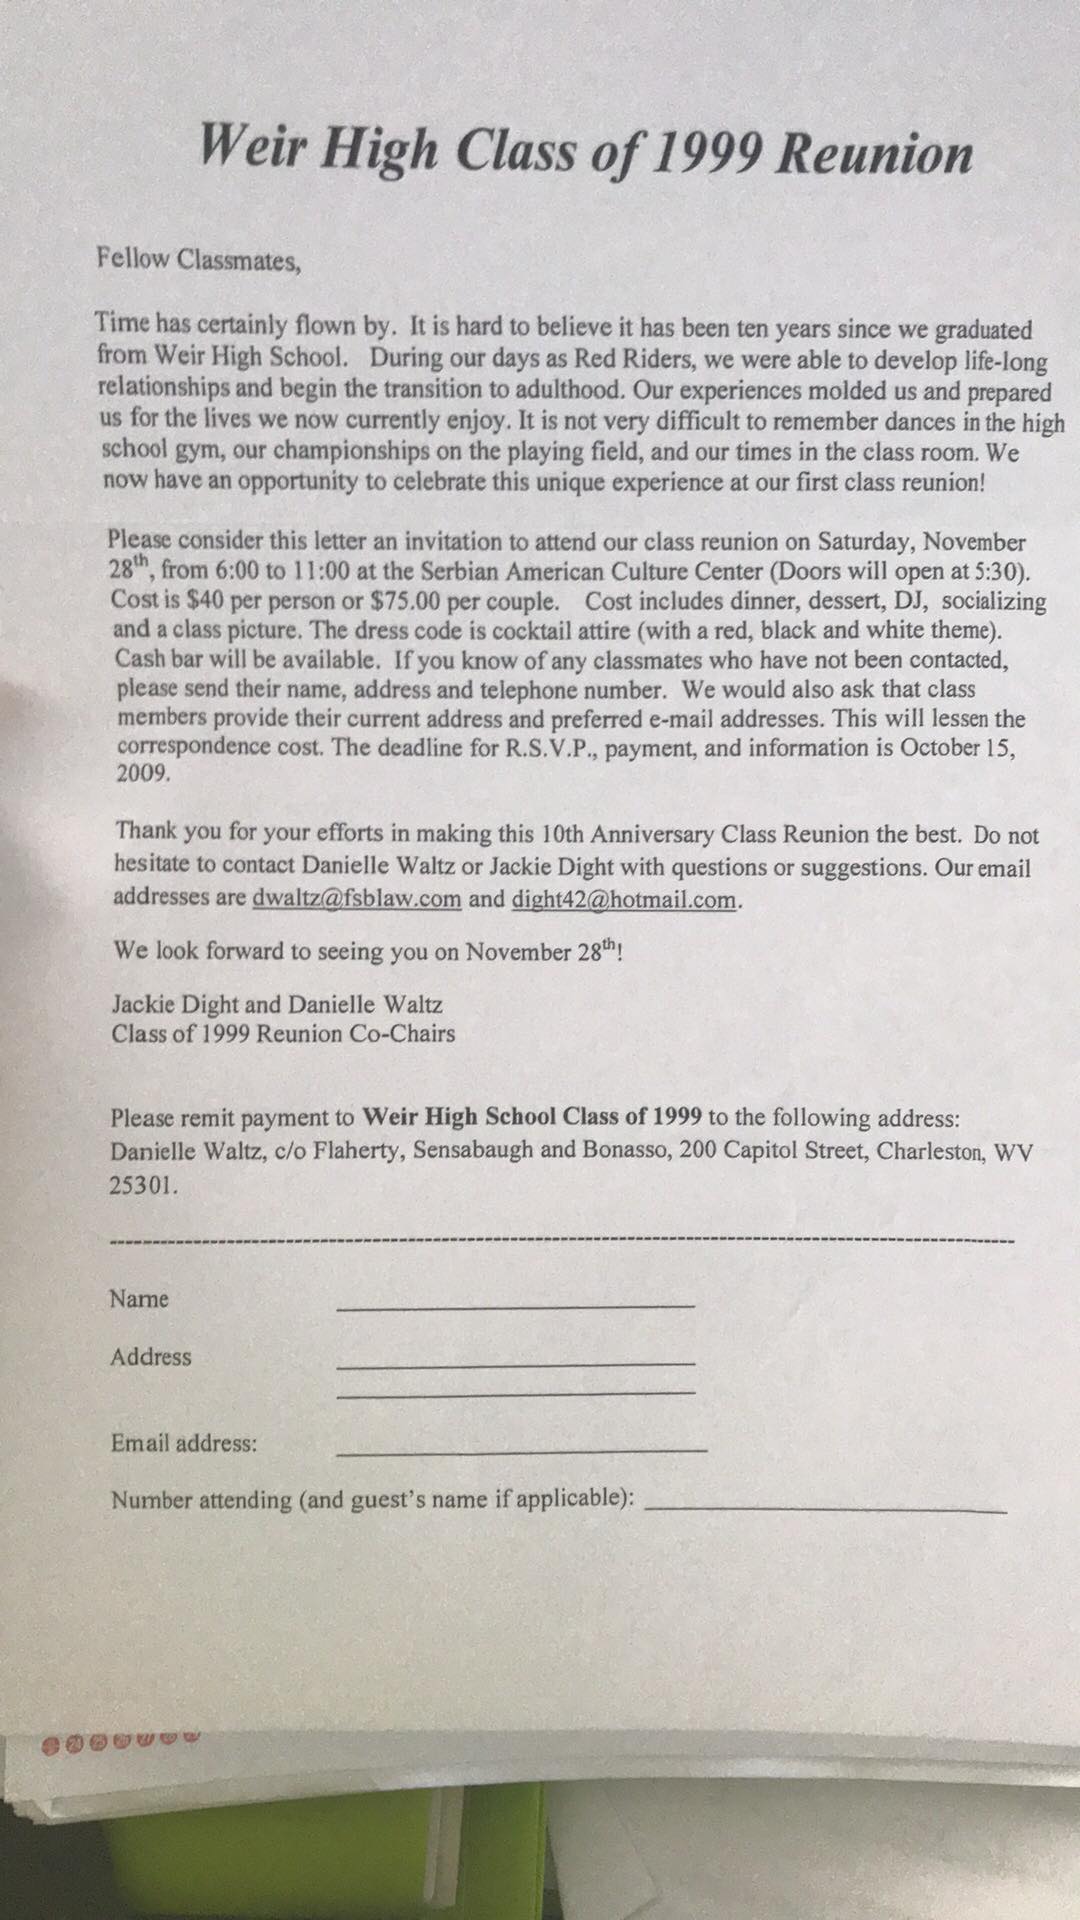 Weir High Class of 1999 Reunion
Fellow Classmates,
Time has certainly flown by. It is hard to believe it has been ten years since we graduated
from Weir High School. During our days as Red Riders, we were able to develop life-long
relationships and begin the transition to adulthood. Our experiences molded us and prepared
us for the lives we now currently enjoy. It is not very difficult to remember dances in the high
school gym, our championships on the playing field, and our times in the class room. We
now have an opportunity to celebrate this unique experience at our first class reunion!
Please consider this letter an invitation to attend our class reunion on Saturday, November
28th, from 6:00 to 11:00 at the Serbian American Culture Center (Doors will open at 5:30).
Cost is $40 per person or $75.00 per couple. Cost includes dinner, dessert, DJ, socializing
and a class picture. The dress code is cocktail attire (with a red, black and white theme).
Cash bar will be available. If you know of any classmates who have not been contacted,
please send their name, address and telephone number. We would also ask that class
members provide their current address and preferred e-mail addresses. This will lessen the
correspondence cost. The deadline for R.S.V.P., payment, and information is October 15,
2009.
Thank you for your efforts in making this 10th Anniversary Class Reunion the best. Do not
hesitate to contact Danielle Waltz or Jackie Dight with questions or suggestions. Our email
addresses are dwaltz@fsblaw.com and dight42@hotmail.com.
We look forward to seeing you on November 28th!
Jackie Dight and Danielle Waltz
Class of 1999 Reunion Co-Chairs
Please remit payment to Weir High School Class of 1999 to the following address:
Danielle Waltz, c/o Flaherty, Sensabaugh and Bonasso, 200 Capitol Street, Charleston, WV
25301.
Name
Address
Email address:
Number attending (and guest's name if applicable):
24 25 26 27